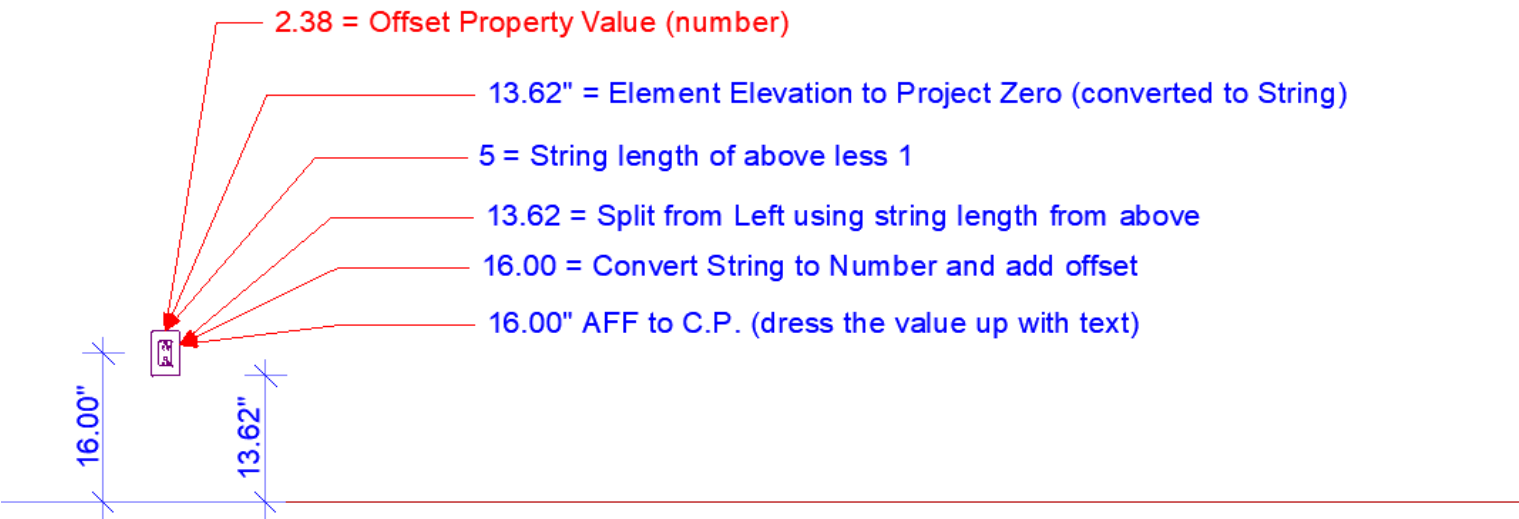 2.38 = Offset Property Value (number)
13.62" = Element Elevation to Project Zero (converted to String)
5 = String length of above less 1
13.62 = Split from Left using string length from above
16.00 = Convert String to Number and add offset
16.00" AFF to C.P. (dress the value up with text)
16.00"
13.62"